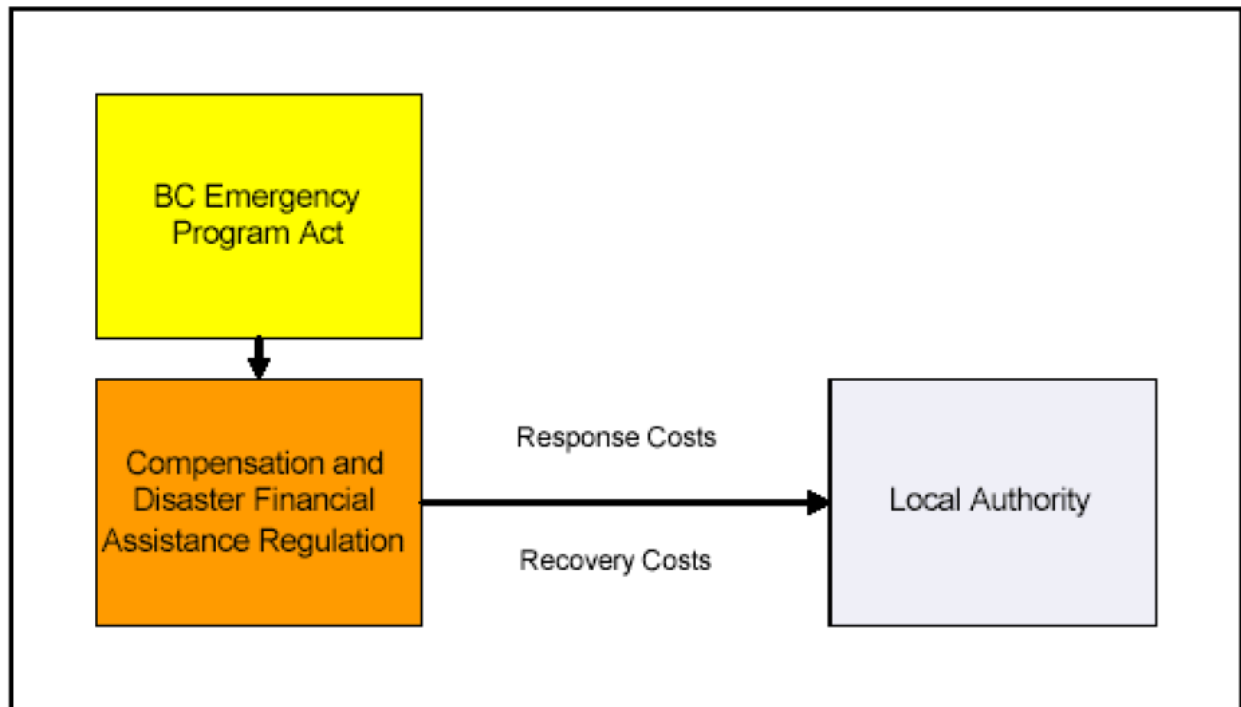 BC Emergency
Program Act
Compensation and
Disaster Financial
Assistance Regulation
Response Costs
Recovery Costs
Local Authority